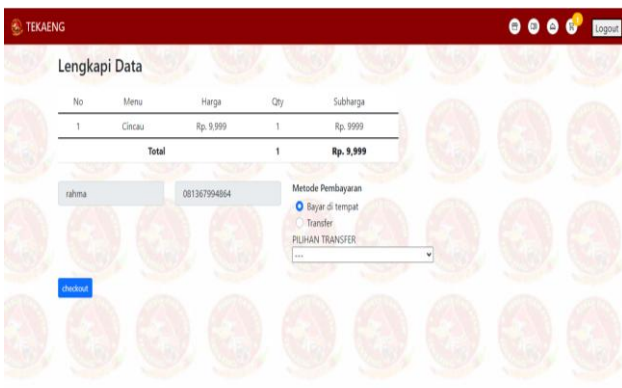 TEKAENG
Logout
Lengkapi Data
No Menu Harga Qty Subharga
1 Cincau Rp. 9,999 1 Rp. 9999
Total 1 Rp. 9,999
rahma 081367994864 Metode Pembayaran
Bayar di tempat
Transfer
PILIHAN TRANSFER
---
checkout